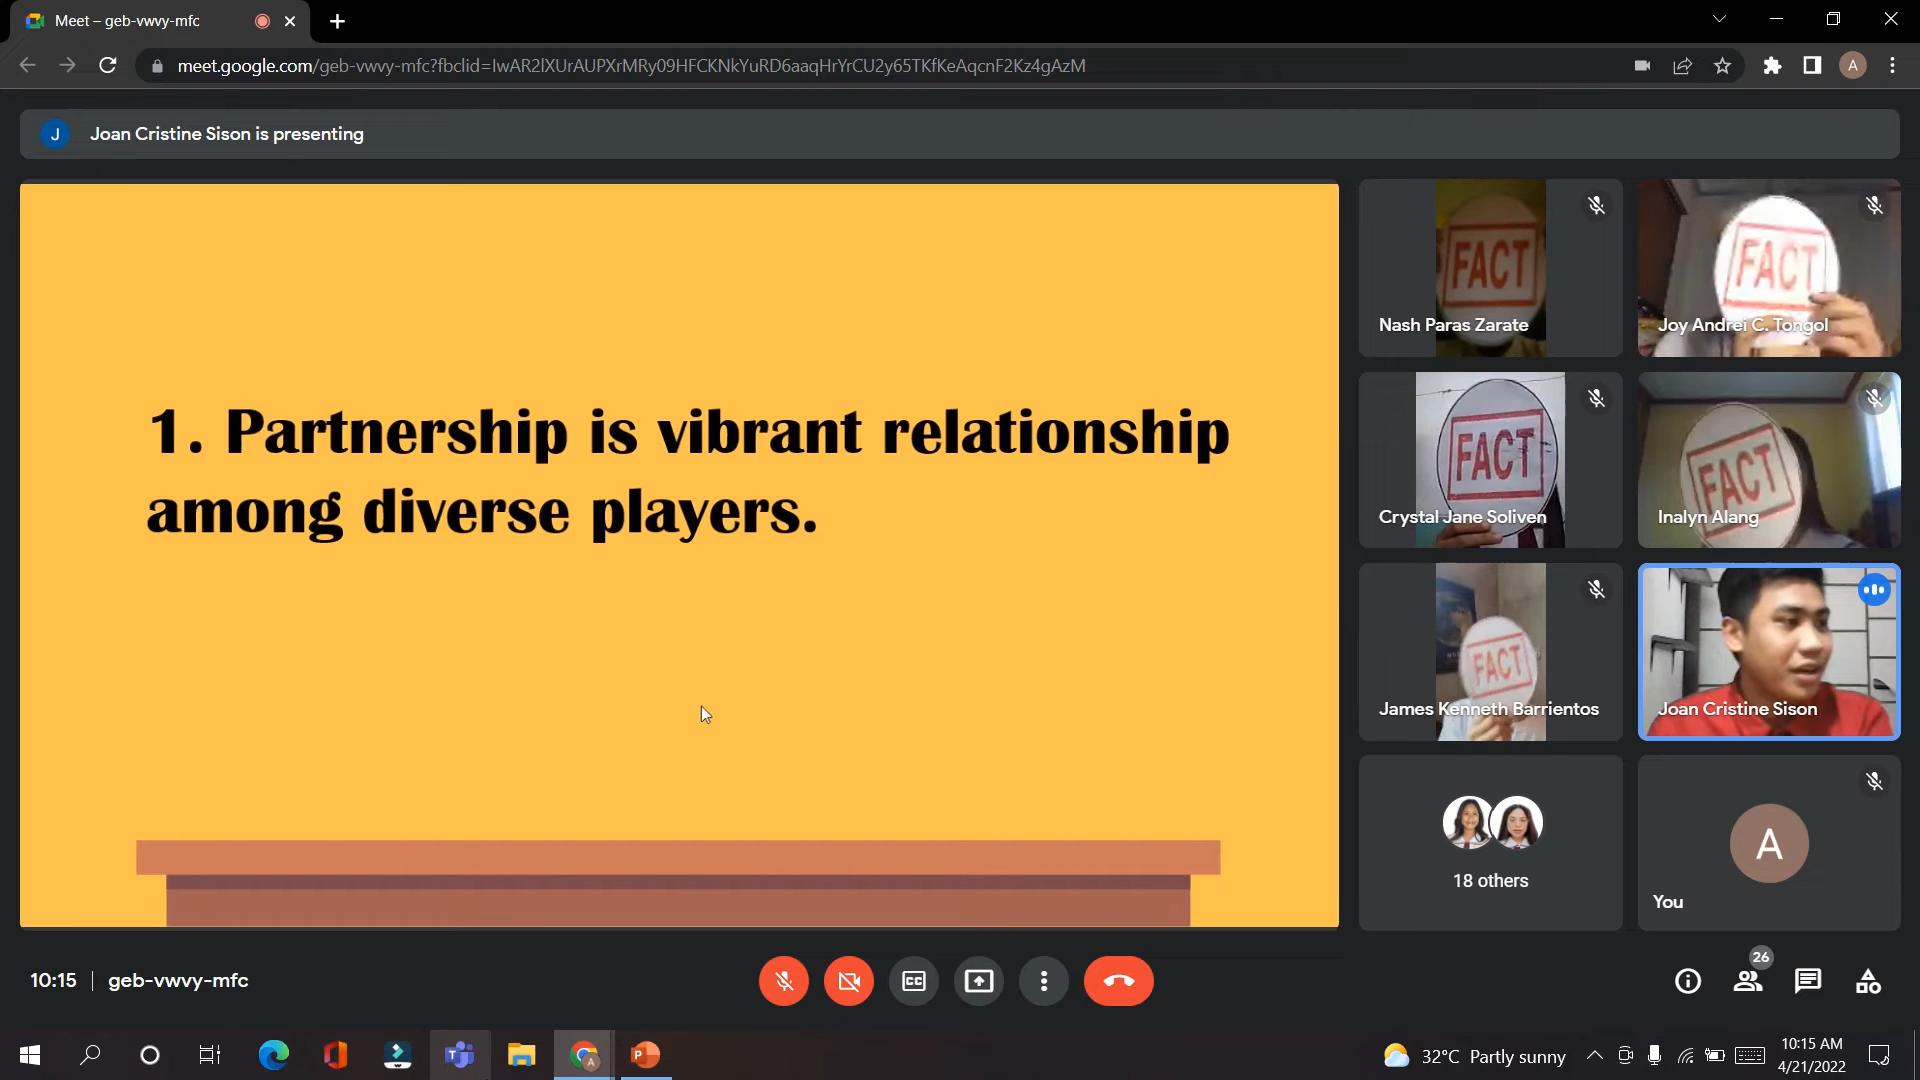 Meet – geb-vwvy-mfc
meet.google.com/geb-vwvy-mfc?fbclid=IwAR2lXUrAUPXrMRy09HFCKNkYuRD6aaqHrYrCU2y65TKfKeAqcnF2Kz4gAzM
A
J
Joan Cristine Sison is presenting
1. Partnership is vibrant relationship
among diverse players.
FACT
Nash Paras Zarate
FACT
Joy Andrei C. Tongol
FACT
Crystal Jane Soliven
FACT
Inalyn Alang
FACT
James Kenneth Barrientos
Joan Cristine Sison
18 others
A
You
10:15
geb-vwvy-mfc
CC
26
32°C Partly sunny
10:15 AM
4/21/2022